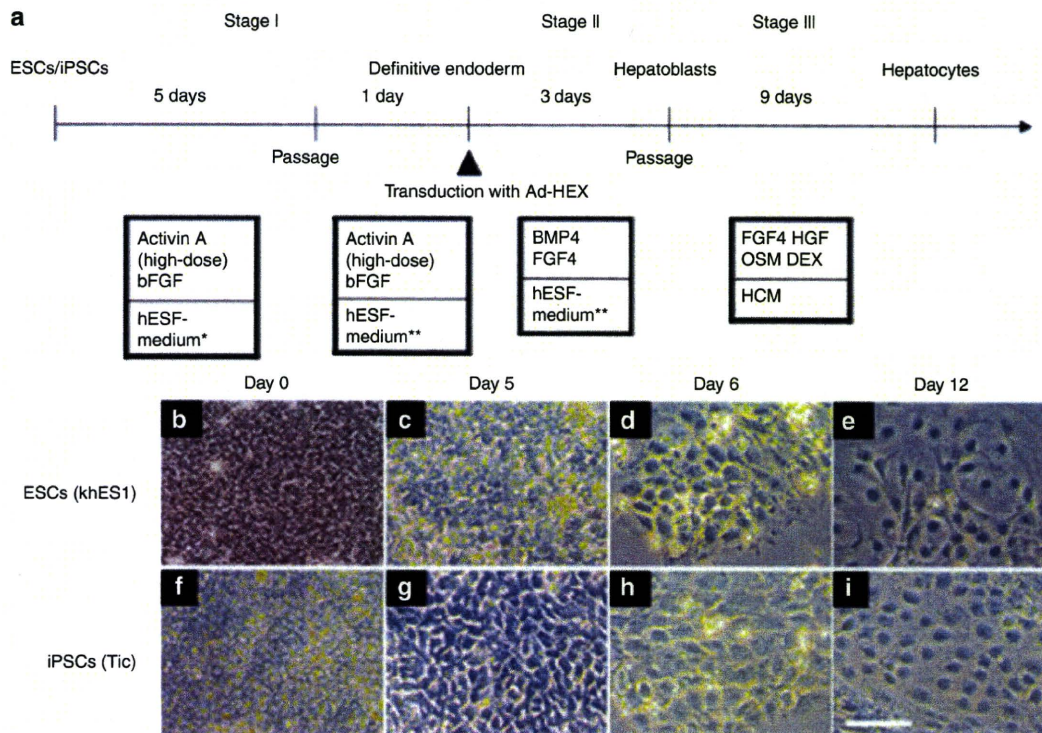 a
Stage I
Stage II
Stage III
ESCs/iPSCs
Definitive endoderm
Hepatoblasts
Hepatocytes
5 days
1 day
3 days
9 days
Passage
Passage
Transduction with Ad-HEX
Activin A
(high-dose)
bFGF
hESF-
medium*
Activin A
(high-dose)
bFGF
hESF-
medium**
BMP4
FGF4
hESF-
medium**
FGF4 HGF
OSM DEX
HCM
Day 0
Day 5
Day 6
Day 12
ESCs (khES1)
b
c
d
e
iPSCs (Tic)
f
g
h
i